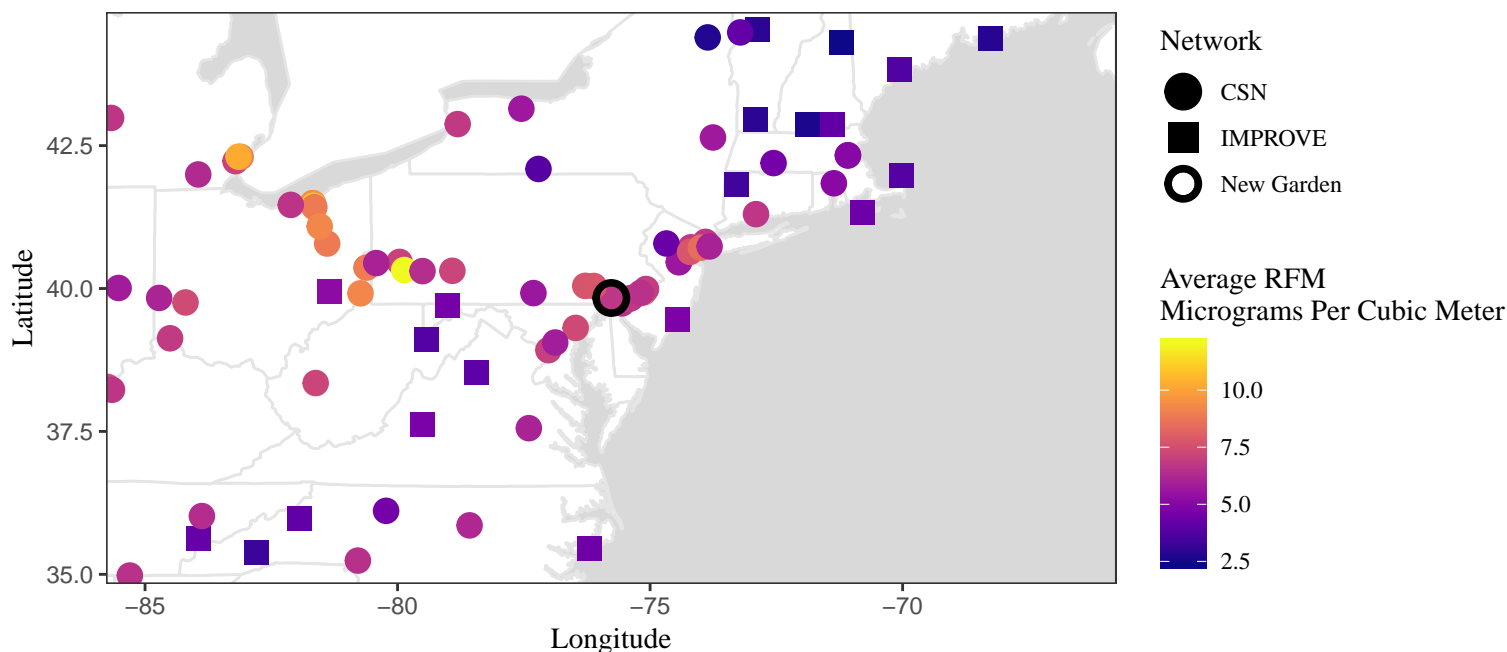 Network
CSN
IMPROVE
New Garden
Average RFM
Micrograms Per Cubic Meter
10.0
7.5
5.0
2.5
Latitude
42.5
40.0
37.5
35.0
−85
−80
−75
−70
Longitude